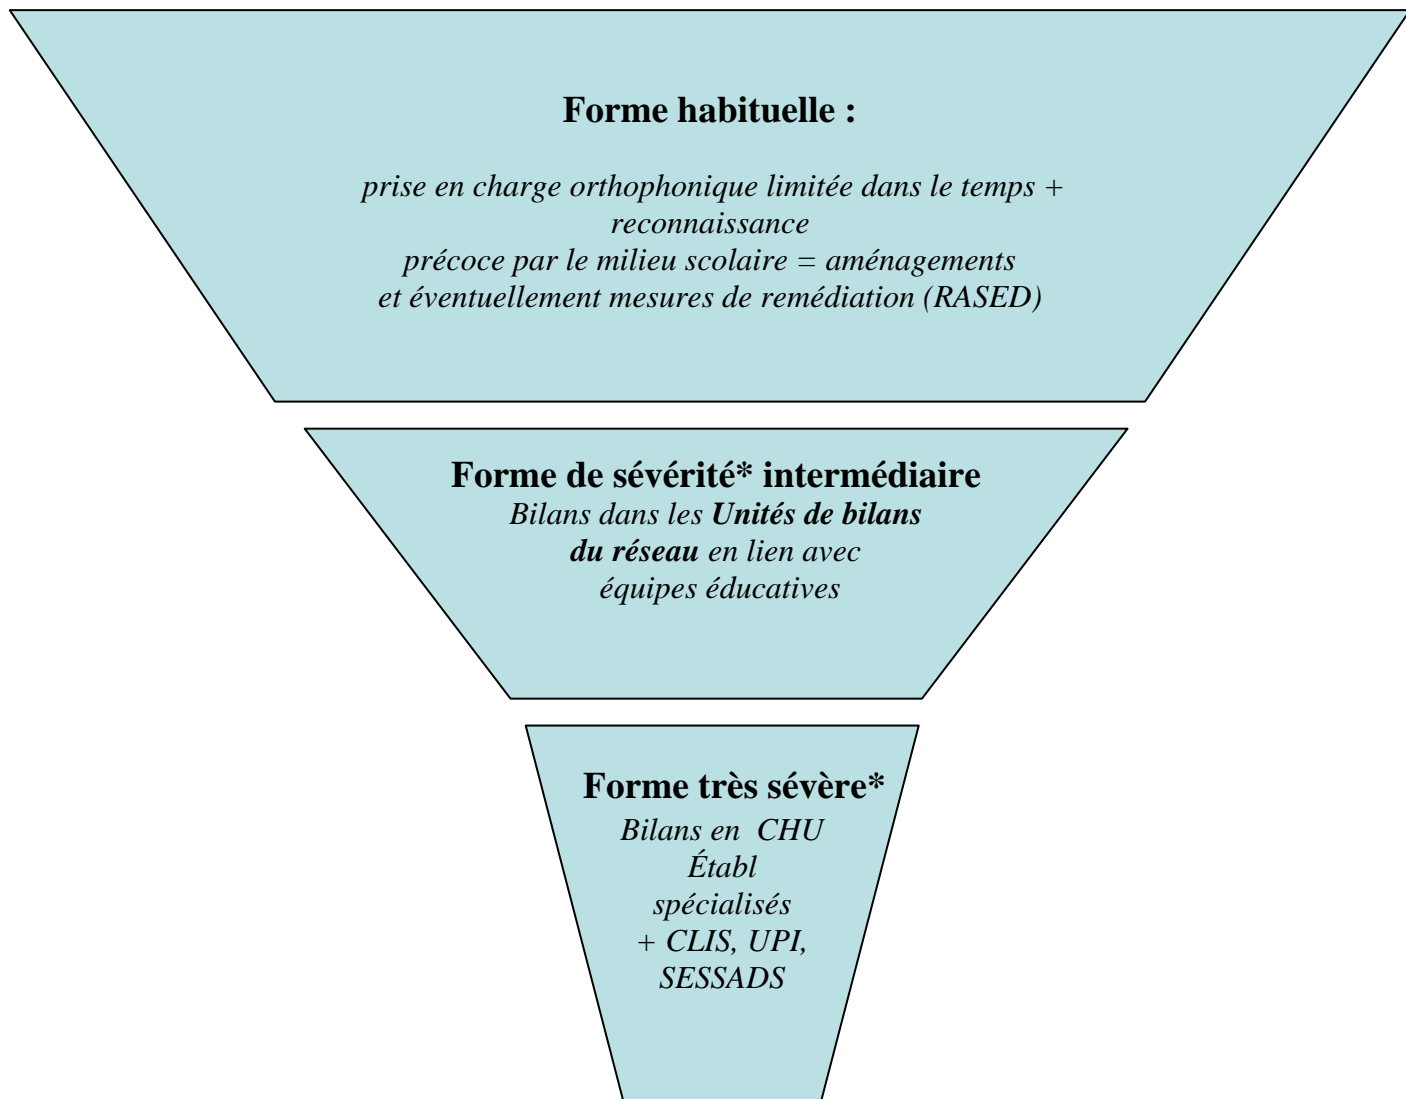 Forme habituelle :
prise en charge orthophonique limitée dans le temps +
reconnaissance
précoce par le milieu scolaire = aménagements
et éventuellement mesures de remédiation (RASED)
Forme de sévérité* intermédiaire
Bilans dans les Unités de bilans
du réseau en lien avec
équipes éducatives
Forme très sévère*
Bilans en CHU
Établ
spécialisés
+ CLIS, UPI,
SESSADS